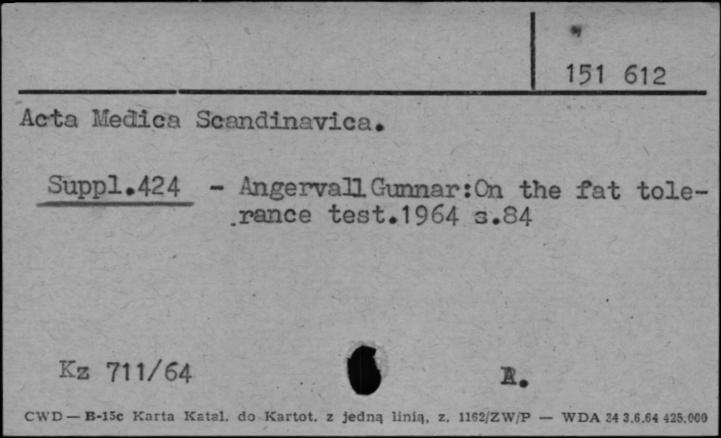 151 612
Acta Medica Scandinavica.
Suppl.424 - Angervall Gunnar:On the fat tole-
rance test.1964 s.84
Kz 711/64
CWD — B-15c Karta Katal. do Kartot. z jedną linią, z. 1162/ZW/P — WDA 34 3.6.64 425.000